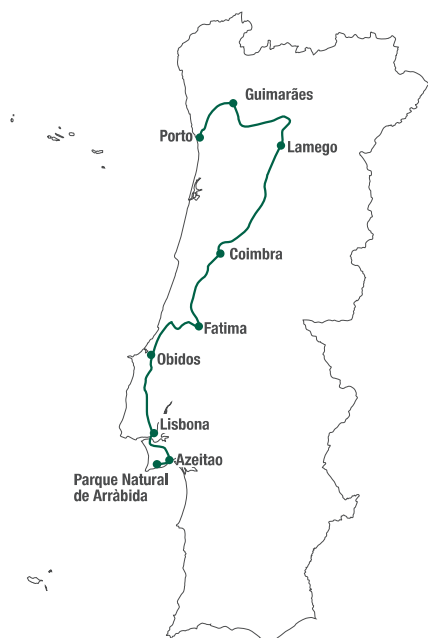 Guimarães
Porto
Lamego
Coimbra
Fatima
Obidos
Lisbona
Azeitao
Parque Natural
de Arràbida